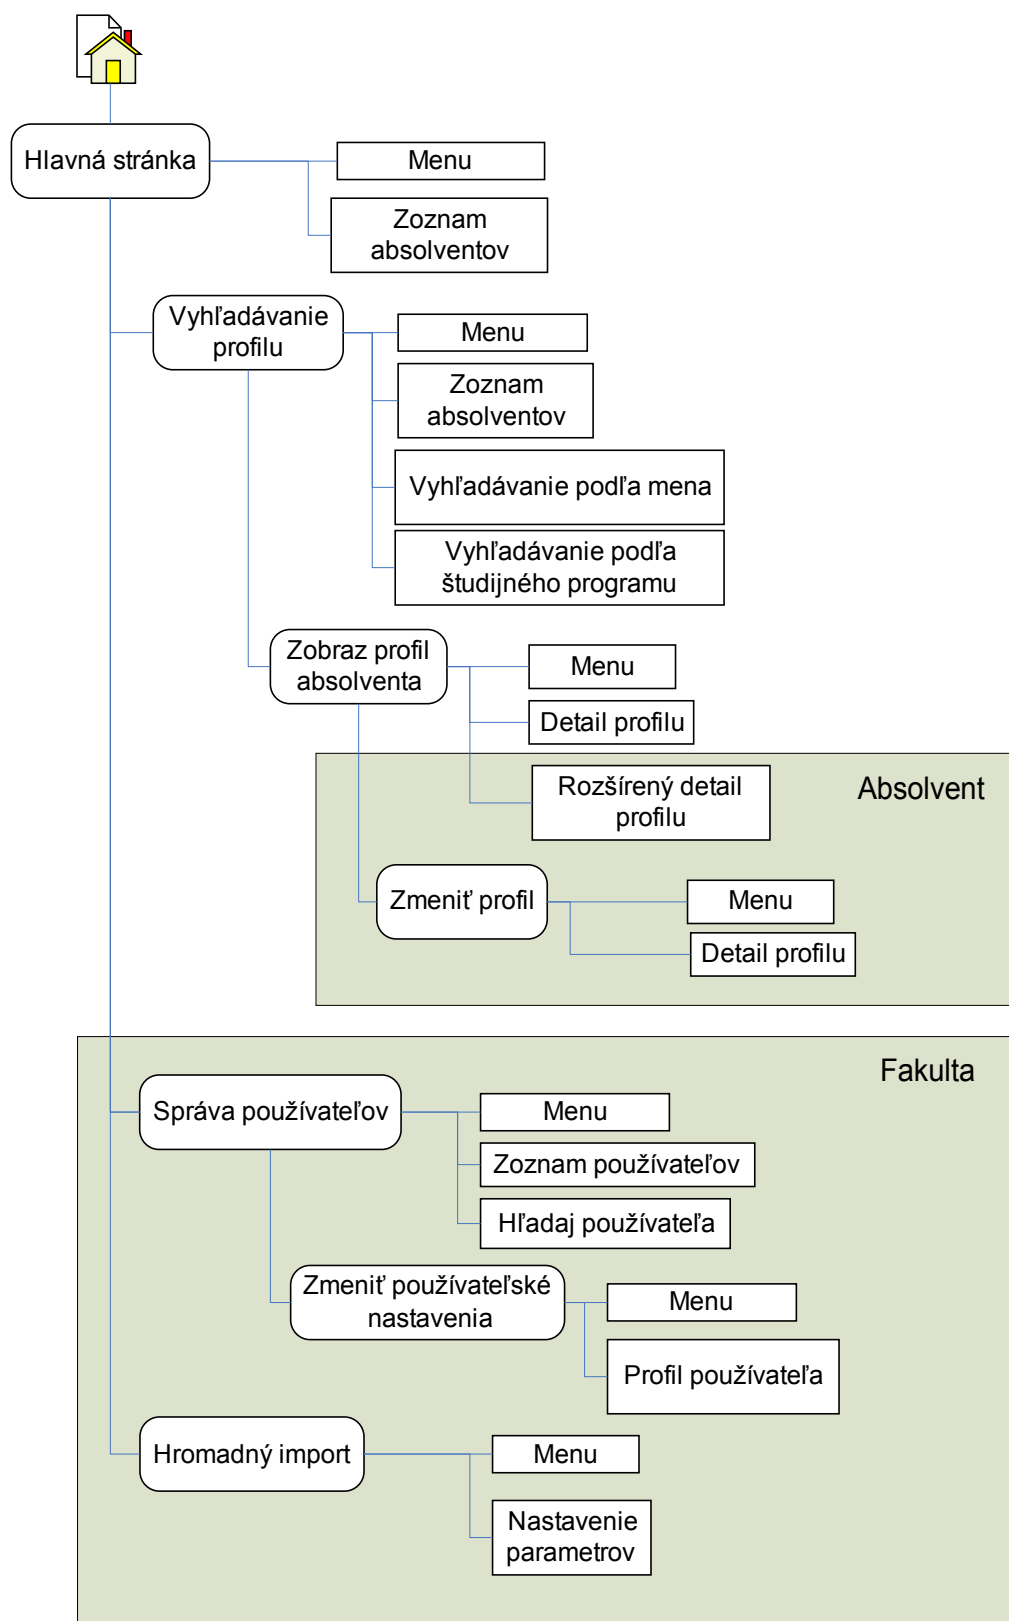 Hlavná stránka
Menu
Zoznam
absolventov
Vyhľadávanie
profilu
Menu
Zoznam
absolventov
Vyhľadávanie podľa mena
Vyhľadávanie podľa
študijného programu
Zobraz profil
absolventa
Menu
Detail profilu
Absolvent
Rozšírený detail
profilu
Zmeniť profil
Menu
Detail profilu
Fakulta
Správa používateľov
Menu
Zoznam používateľov
Hľadaj používateľa
Zmeniť používateľské
nastavenia
Menu
Profil používateľa
Hromadný import
Menu
Nastavenie
parametrov